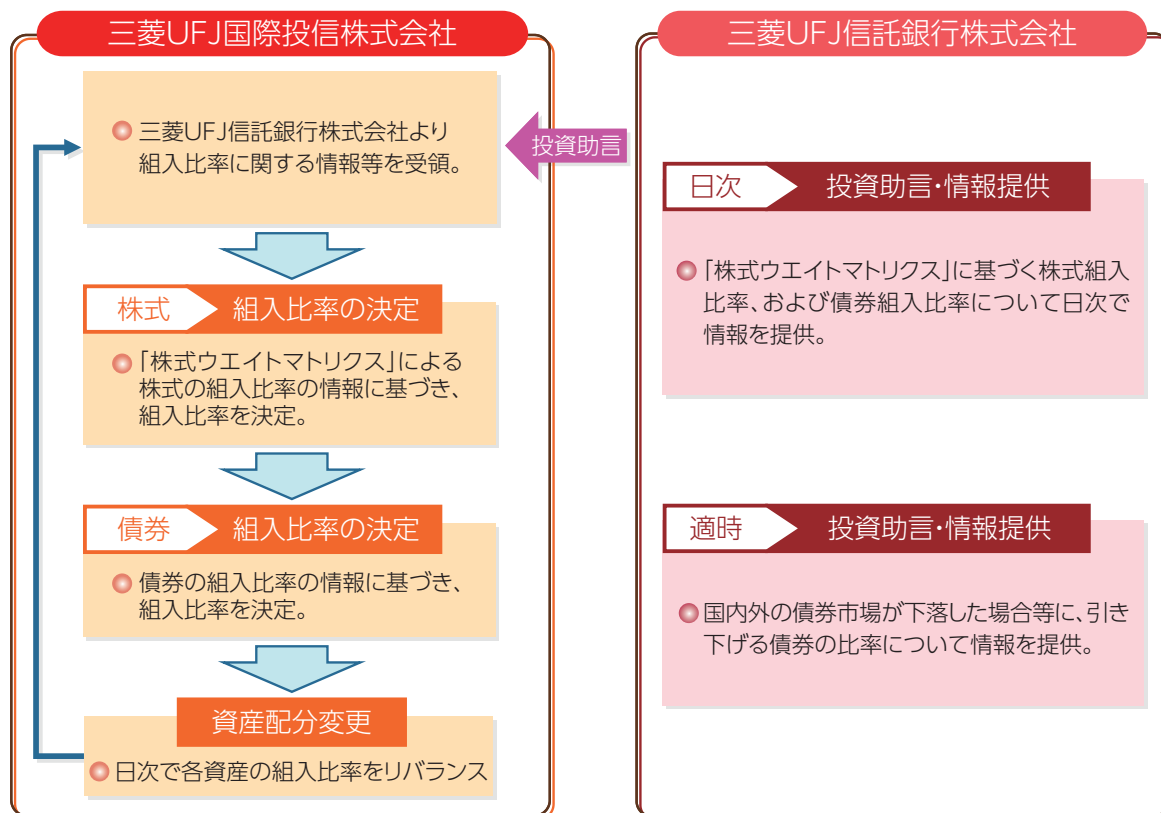 三菱UFJ国際投信株式会社
三菱UFJ信託銀行株式会社より
組入比率に関する情報等を受領。
投資助言
株式 組入比率の決定
「株式ウエイトマトリクス」による
株式の組入比率の情報に基づき、
組入比率を決定。
債券 組入比率の決定
債券の組入比率の情報に基づき、
組入比率を決定。
資産配分変更
日次で各資産の組入比率をリバランス
三菱UFJ信託銀行株式会社
日次 投資助言・情報提供
「株式ウエイトマトリクス」に基づく株式組入
比率、および債券組入比率について日次で
情報を提供。
適時 投資助言・情報提供
国内外の債券市場が下落した場合等に、引き
下げる債券の比率について情報を提供。